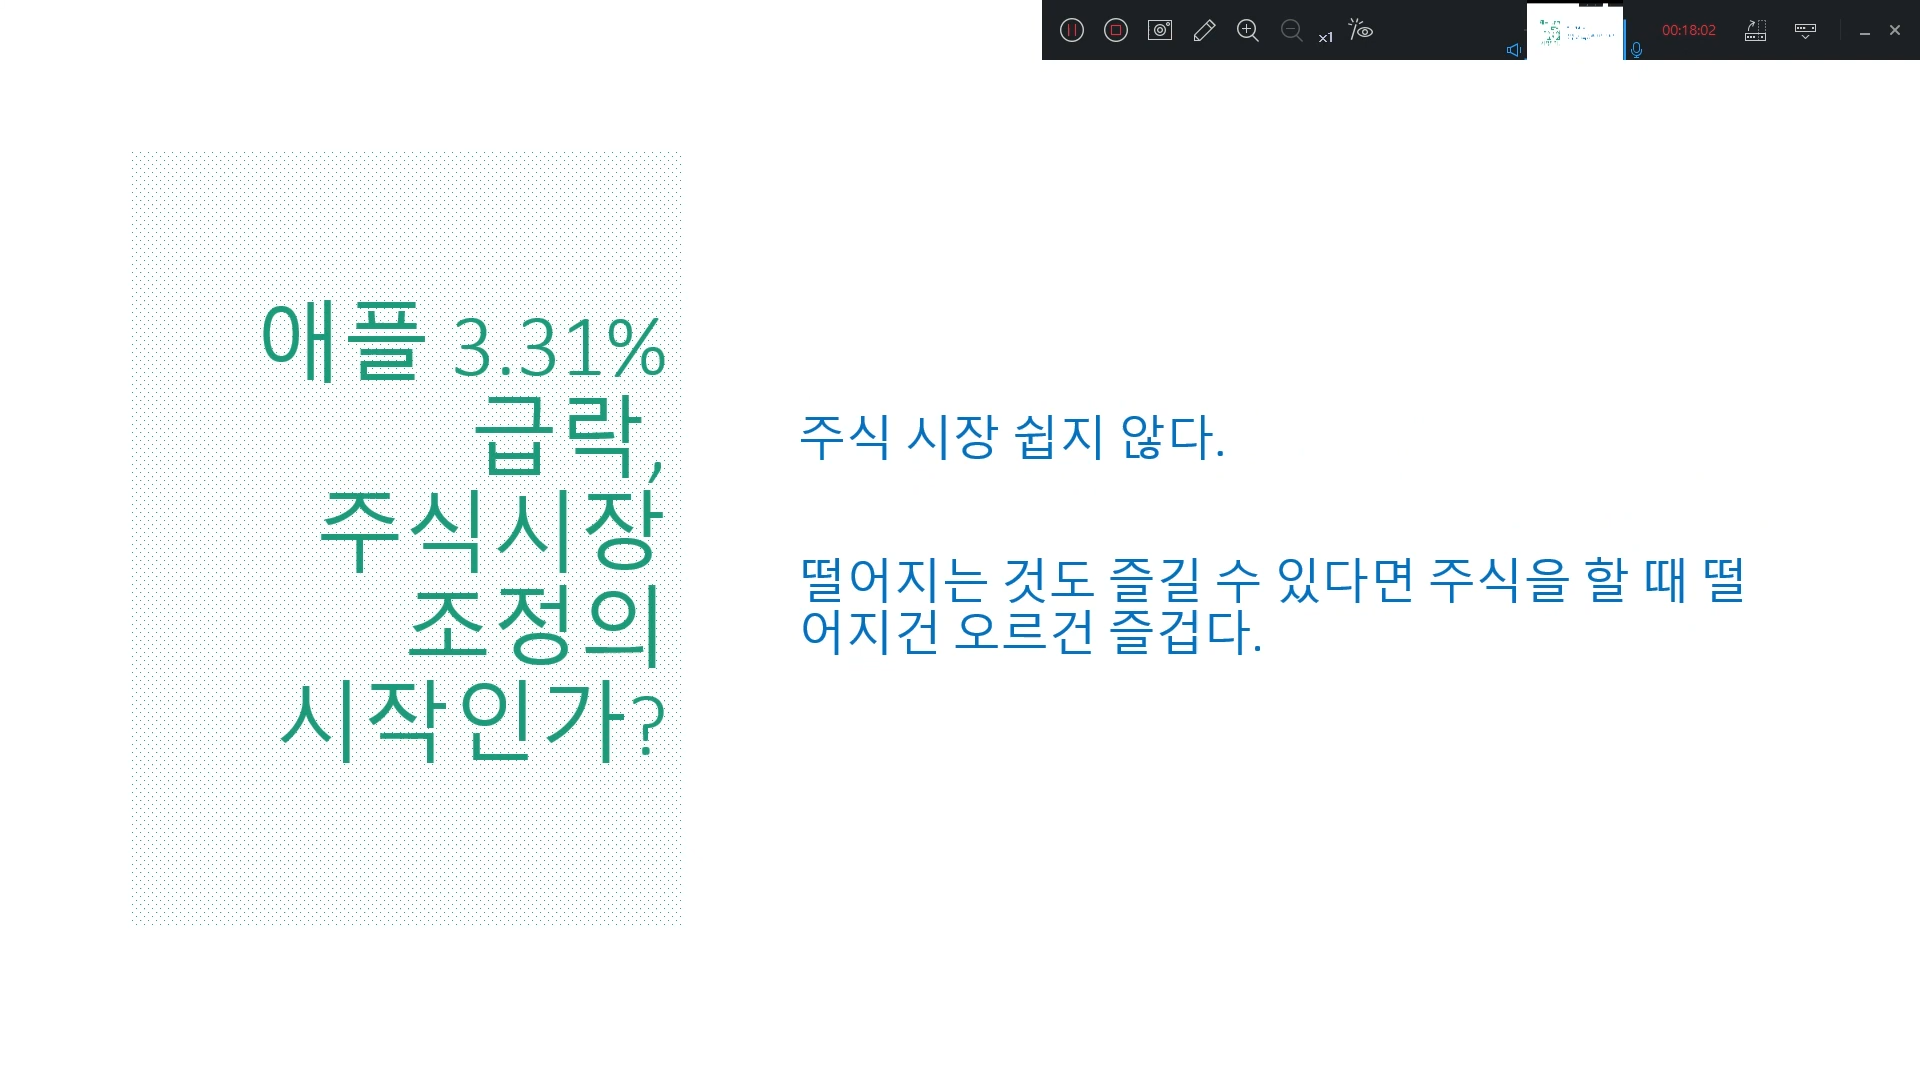 x1
00:18:02
애플 3.31%
급락,
주식시장
조정의
시작인가?
주식 시장 쉽지 않다.
떨어지는 것도 즐길 수 있다면 주식을 할 때 떨
어지건 오르건 즐겁다.